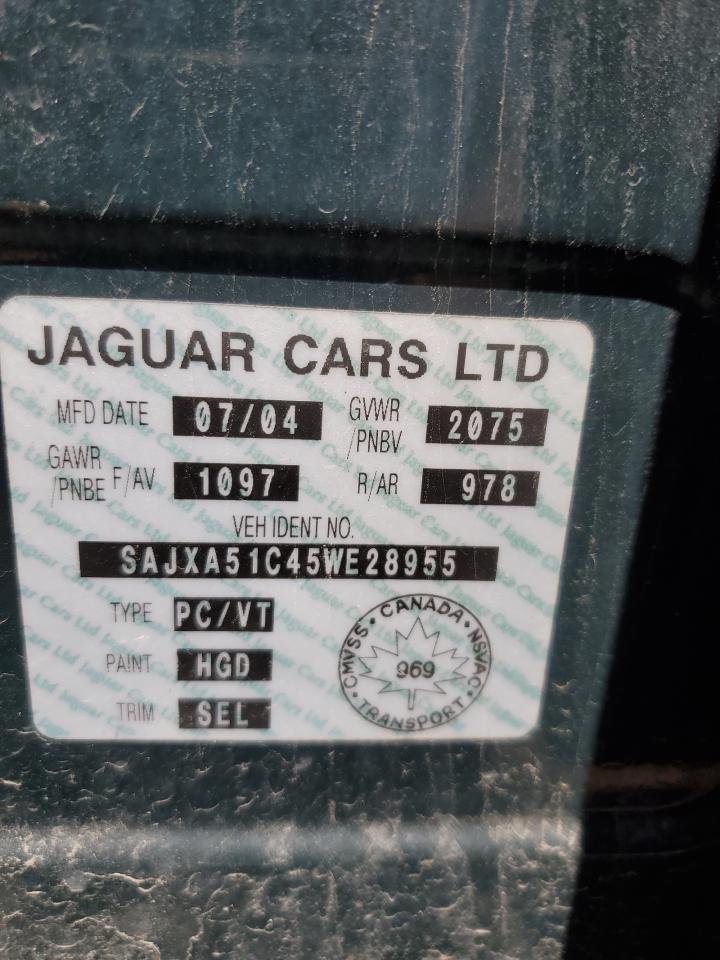 JAGUAR CARS LTD
MFD DATE 07/04 GVWR /PNBV 2075
GAWR /PNBE F/AV 1097 R/AR 978
VEH IDENT NO.
SAJXA51C45WE28955
TYPE PC/VT
PAINT HGD
TRIM SEL
CMVSS • CANADA • NSVAC • TRANSPORT •
969